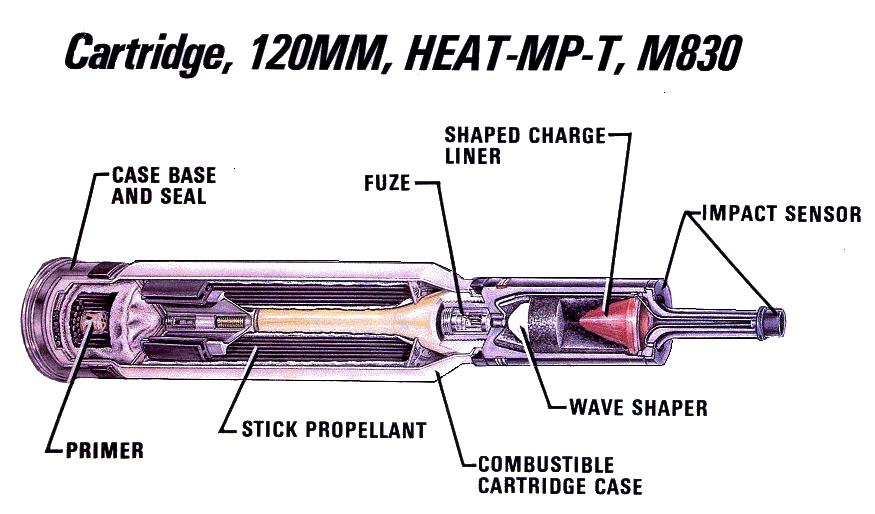 Cartridge, 120MM, HEAT-MP-T, M830
SHAPED CHARGE
LINER
CASE BASE
AND SEAL
FUZE
IMPACT SENSOR
WAVE SHAPER
STICK PROPELLANT
PRIMER
COMBUSTIBLE
CARTRIDGE CASE